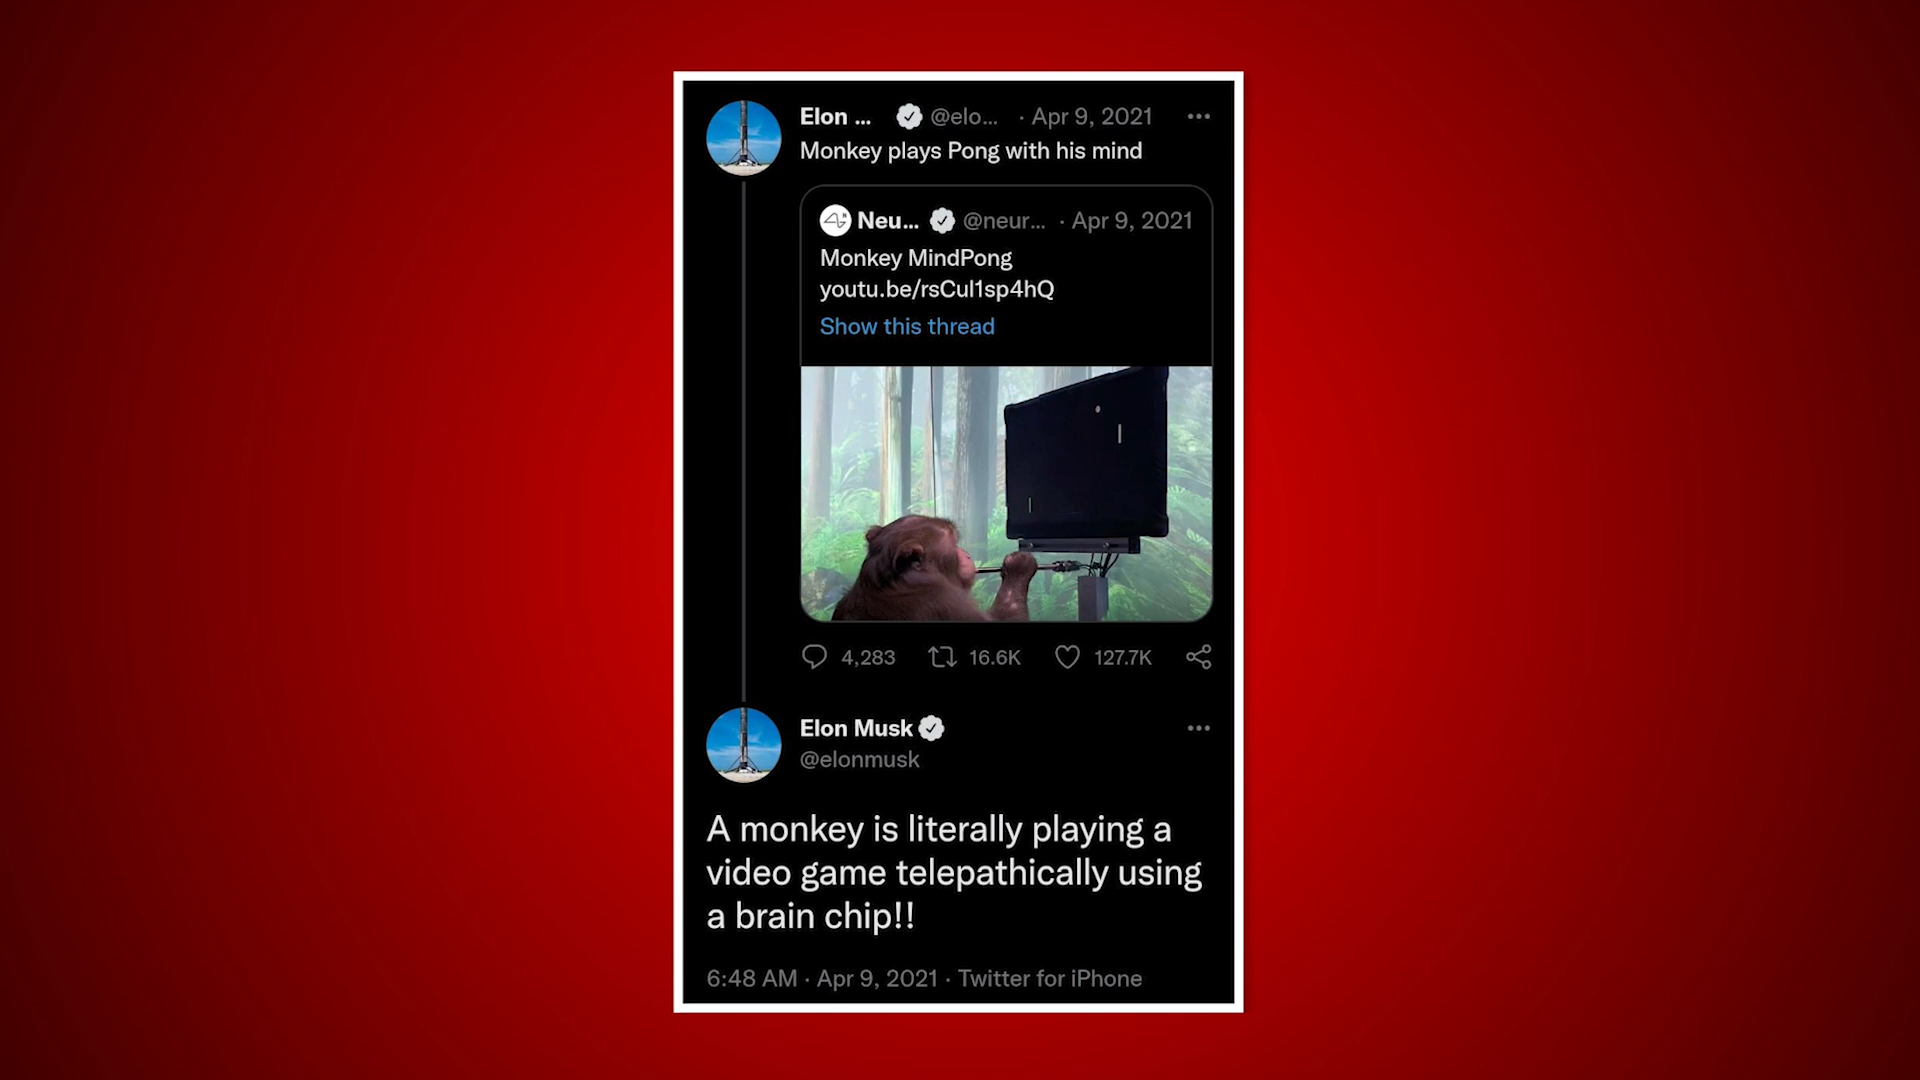 Elon ... @elo... · Apr 9, 2021
Monkey plays Pong with his mind
Neu... @neur... · Apr 9, 2021
Monkey MindPong
youtu.be/rsCul1sp4hQ
Show this thread
4,283 16.6K 127.7K
Elon Musk
@elonmusk
A monkey is literally playing a
video game telepathically using
a brain chip!!
6:48 AM · Apr 9, 2021 · Twitter for iPhone